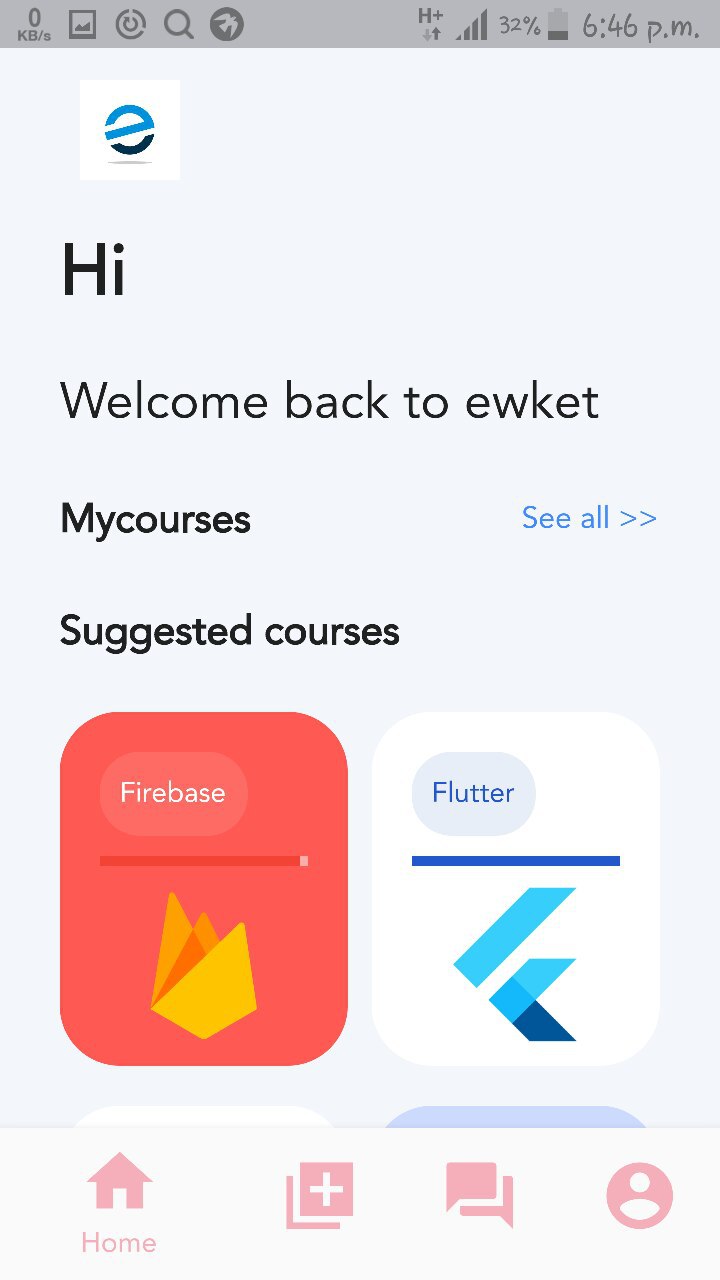 0
KB/s
H+
32%
6:46 p.m.
Hi
Welcome back to ewket
Mycourses
See all >>
Suggested courses
Firebase
Flutter
Home